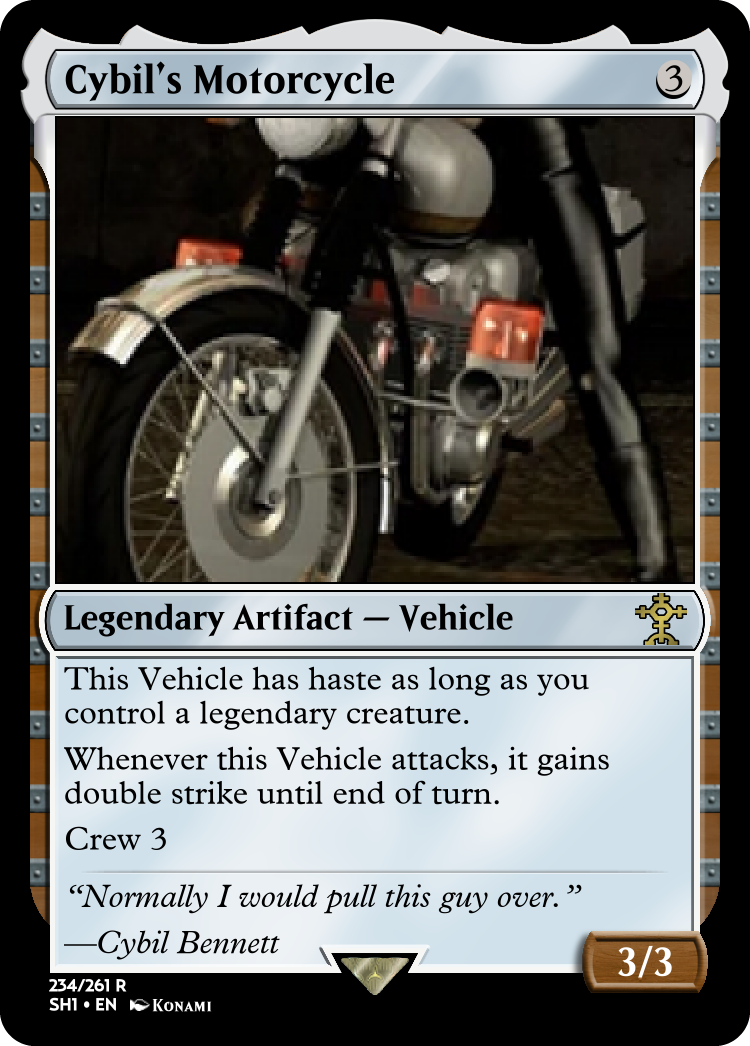 Cybil's Motorcycle 3
Legendary Artifact — Vehicle
This Vehicle has haste as long as you
control a legendary creature.
Whenever this Vehicle attacks, it gains
double strike until end of turn.
Crew 3
“Normally I would pull this guy over.”
—Cybil Bennett
3/3
234/261 R
SH1 • EN KONAMI